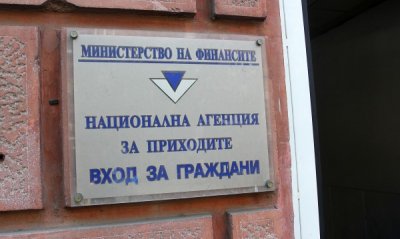 МИНИСТЕРСТВО НА ФИНАНСИТЕ
НАЦИОНАЛНА АГЕНЦИЯ
ЗА ПРИХОДИТЕ
ВХОД ЗА ГРАЖДАНИ